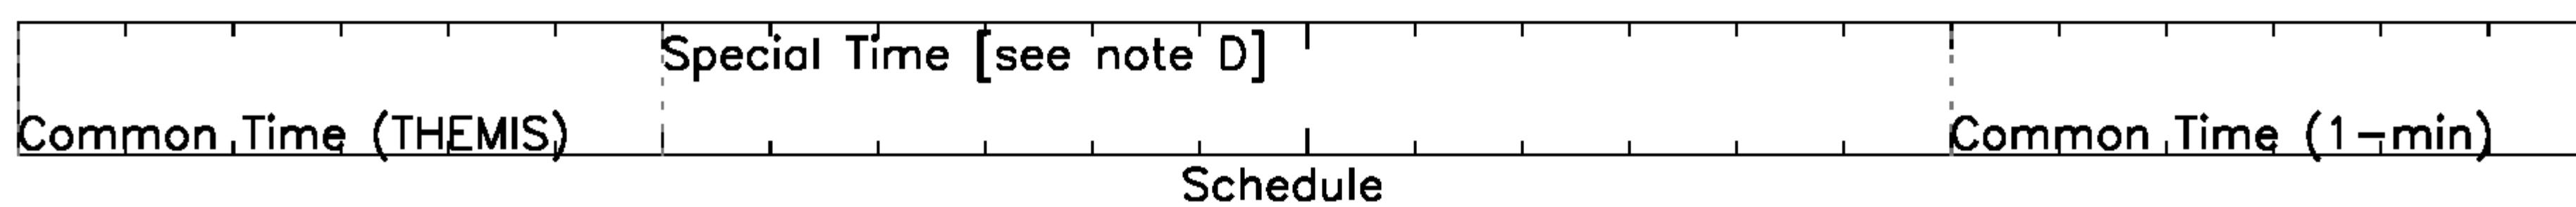 Special Time [see note D]
Common Time (THEMIS)
Common Time (1-min)
Schedule